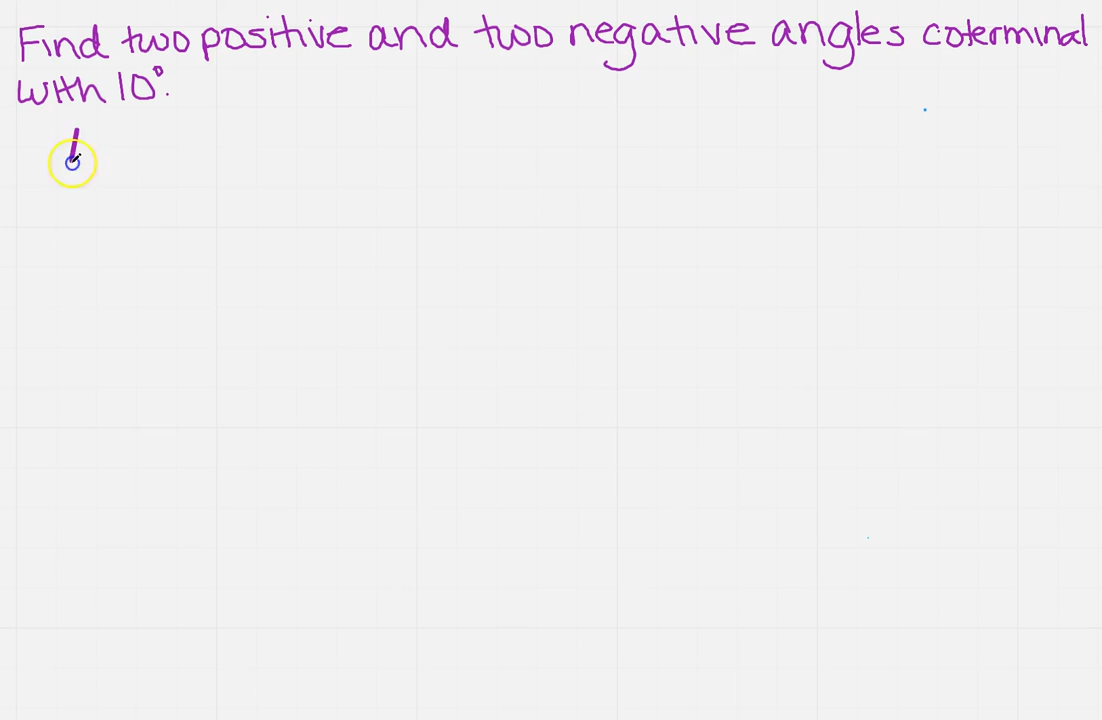 Find two positive and two negative angles coterminal
with 10°.